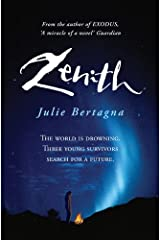 From the author of EXODUS,
'A miracle of a novel' Guardian
Zenith
Julie Bertagna
The world is drowning.
Three young survivors
search for a future.